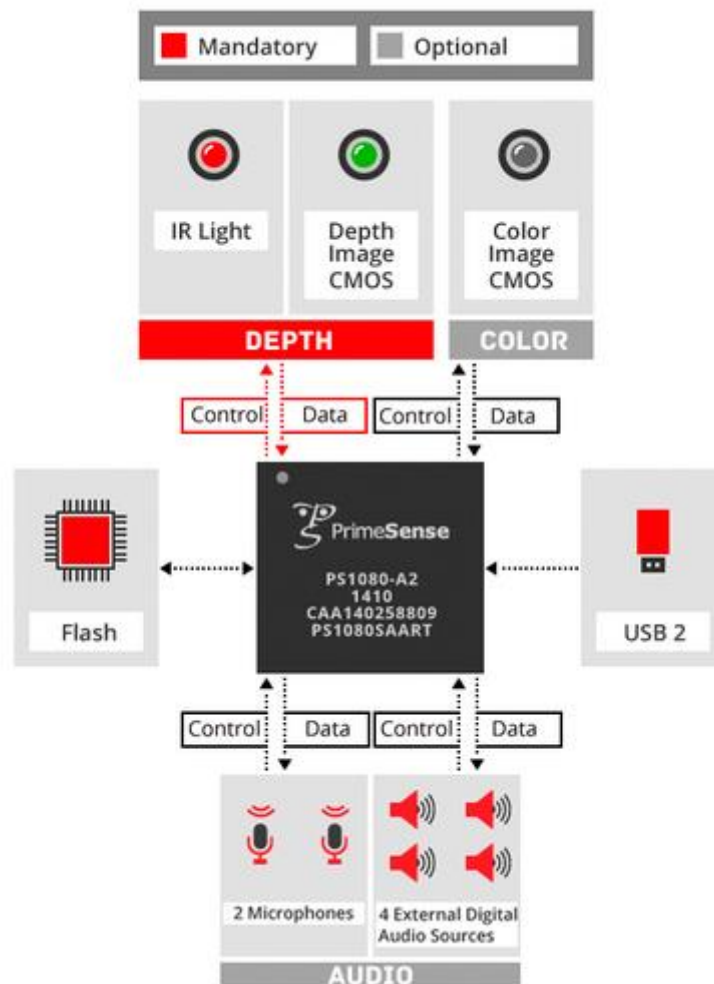 Mandatory
Optional
IR Light
Depth
Image
CMOS
Color
Image
CMOS
DEPTH
COLOR
Control
Data
Control
Data
PrimeSense
PS1080-A2
1410
CAA140258809
PS1080SAART
Flash
USB 2
Control
Data
Control
Data
2 Microphones
4 External Digital
Audio Sources
AUDIO